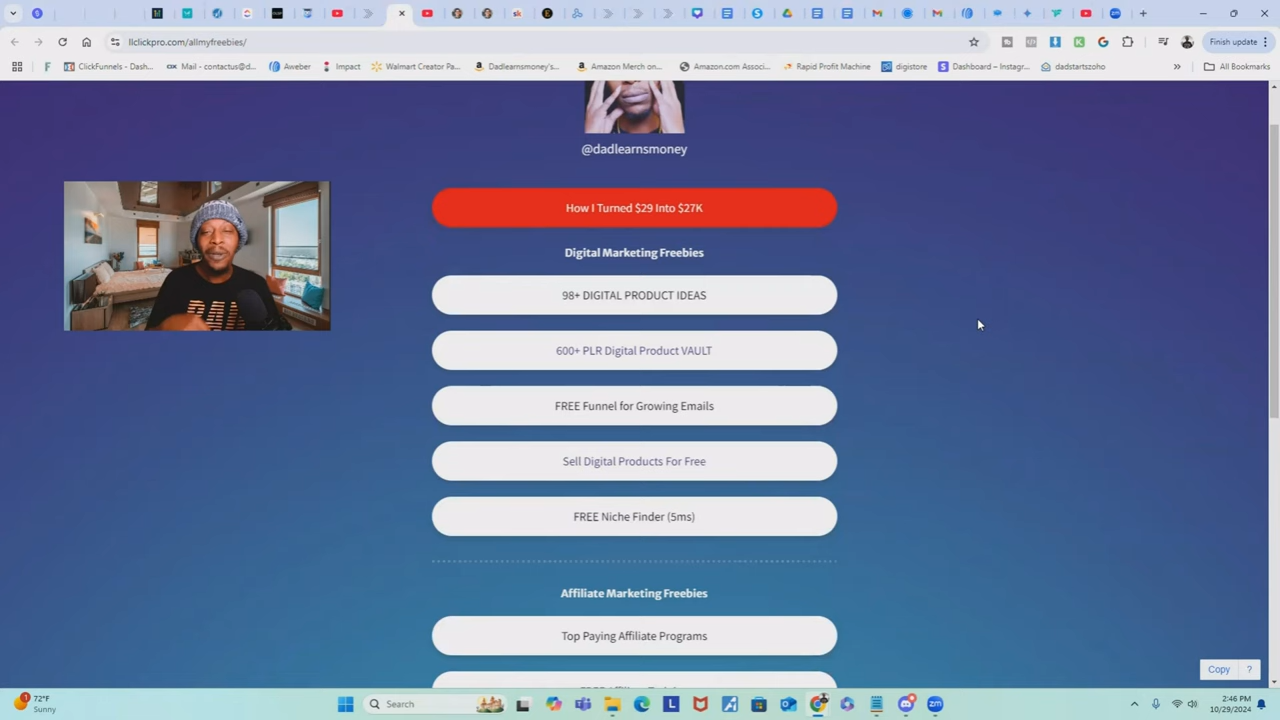 llclickpro.com/allmyfreebies/
Finish update
ClickFunnels - Dash...
Mail - contactus@d...
Aweber
Impact
Walmart Creator Pa...
Dadlearnsmoney's...
Amazon Merch on...
Amazon.com Associ...
Rapid Profit Machine
digistore
Dashboard – Instagr...
dadstartszoho
»
All Bookmarks
@dadlearnsmoney
How I Turned $29 Into $27K
Digital Marketing Freebies
98+ DIGITAL PRODUCT IDEAS
600+ PLR Digital Product VAULT
FREE Funnel for Growing Emails
Sell Digital Products For Free
FREE Niche Finder (5ms)
Affiliate Marketing Freebies
Top Paying Affiliate Programs
Copy
?
72°F
Sunny
Search
2:46 PM
10/29/2024